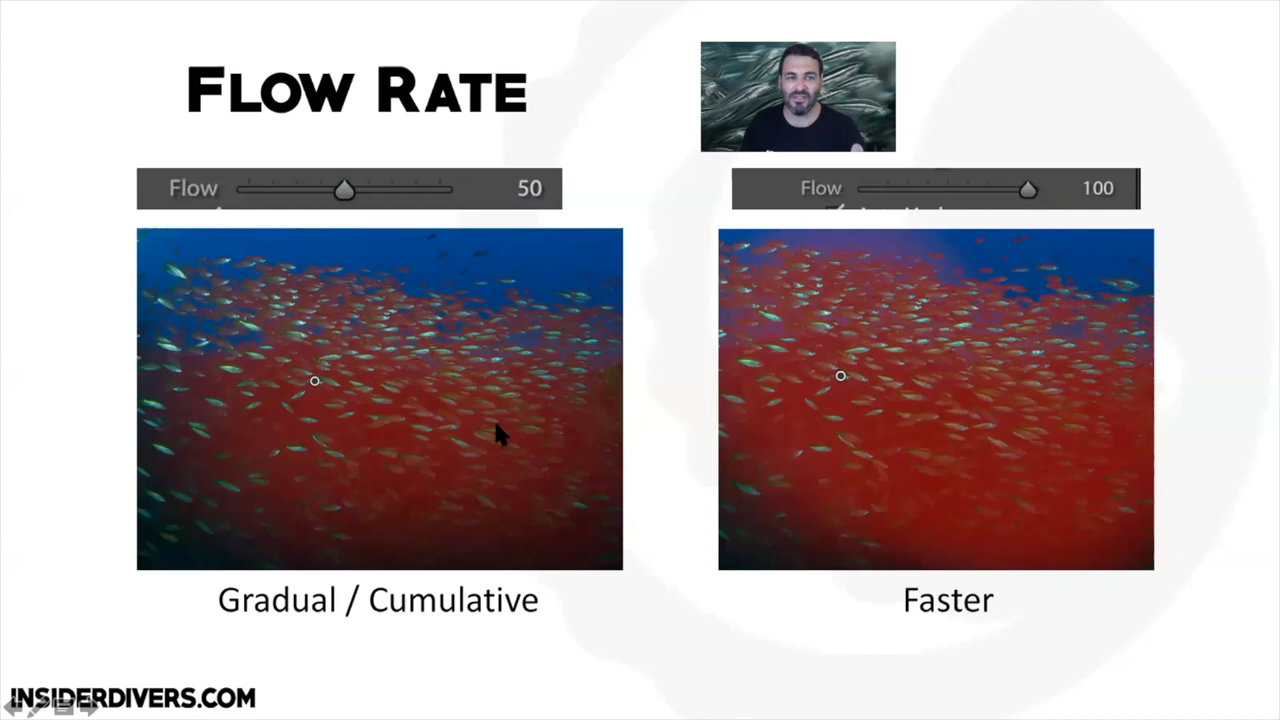 FLOW RATE
Flow 50
Flow 100
Gradual / Cumulative
Faster
INSIDERDIVERS.COM